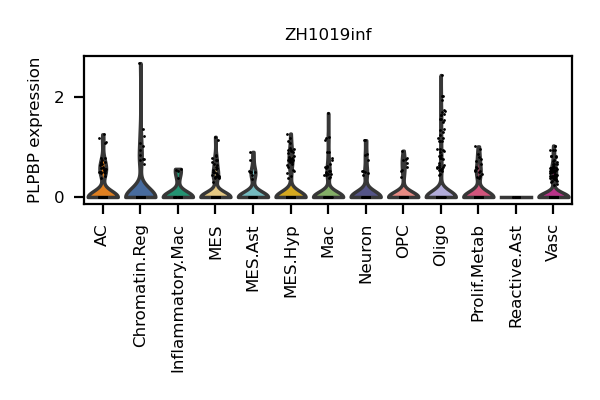 ZH1019inf
PLPBP expression
2
0
AC
Chromatin.Reg
Inflammatory.Mac
MES
MES.Ast
MES.Hyp
Mac
Neuron
OPC
Oligo
Prolif.Metab
Reactive.Ast
Vasc